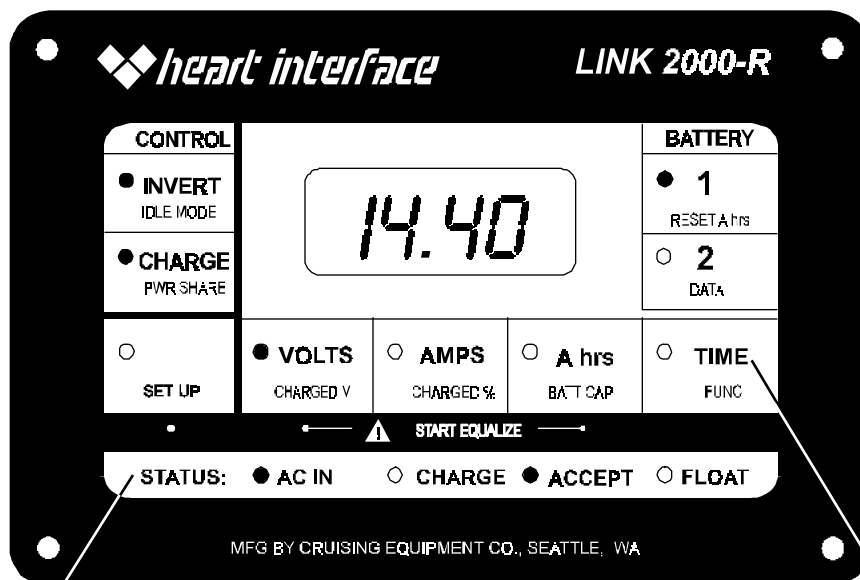 heart interface LINK 2000-R
CONTROL BATTERY
INVERT
IDLE MODE
14.40
1
RESET A hrs
CHARGE
PWR SHARE
2
DATA
SET UP
VOLTS
CHARGED V
AMPS
CHARGED %
A hrs
BATT CAP
TIME
FUNC
START EQUALIZE
STATUS: AC IN CHARGE ACCEPT FLOAT
MFG BY CRUISING EQUIPMENT CO., SEATTLE, WA